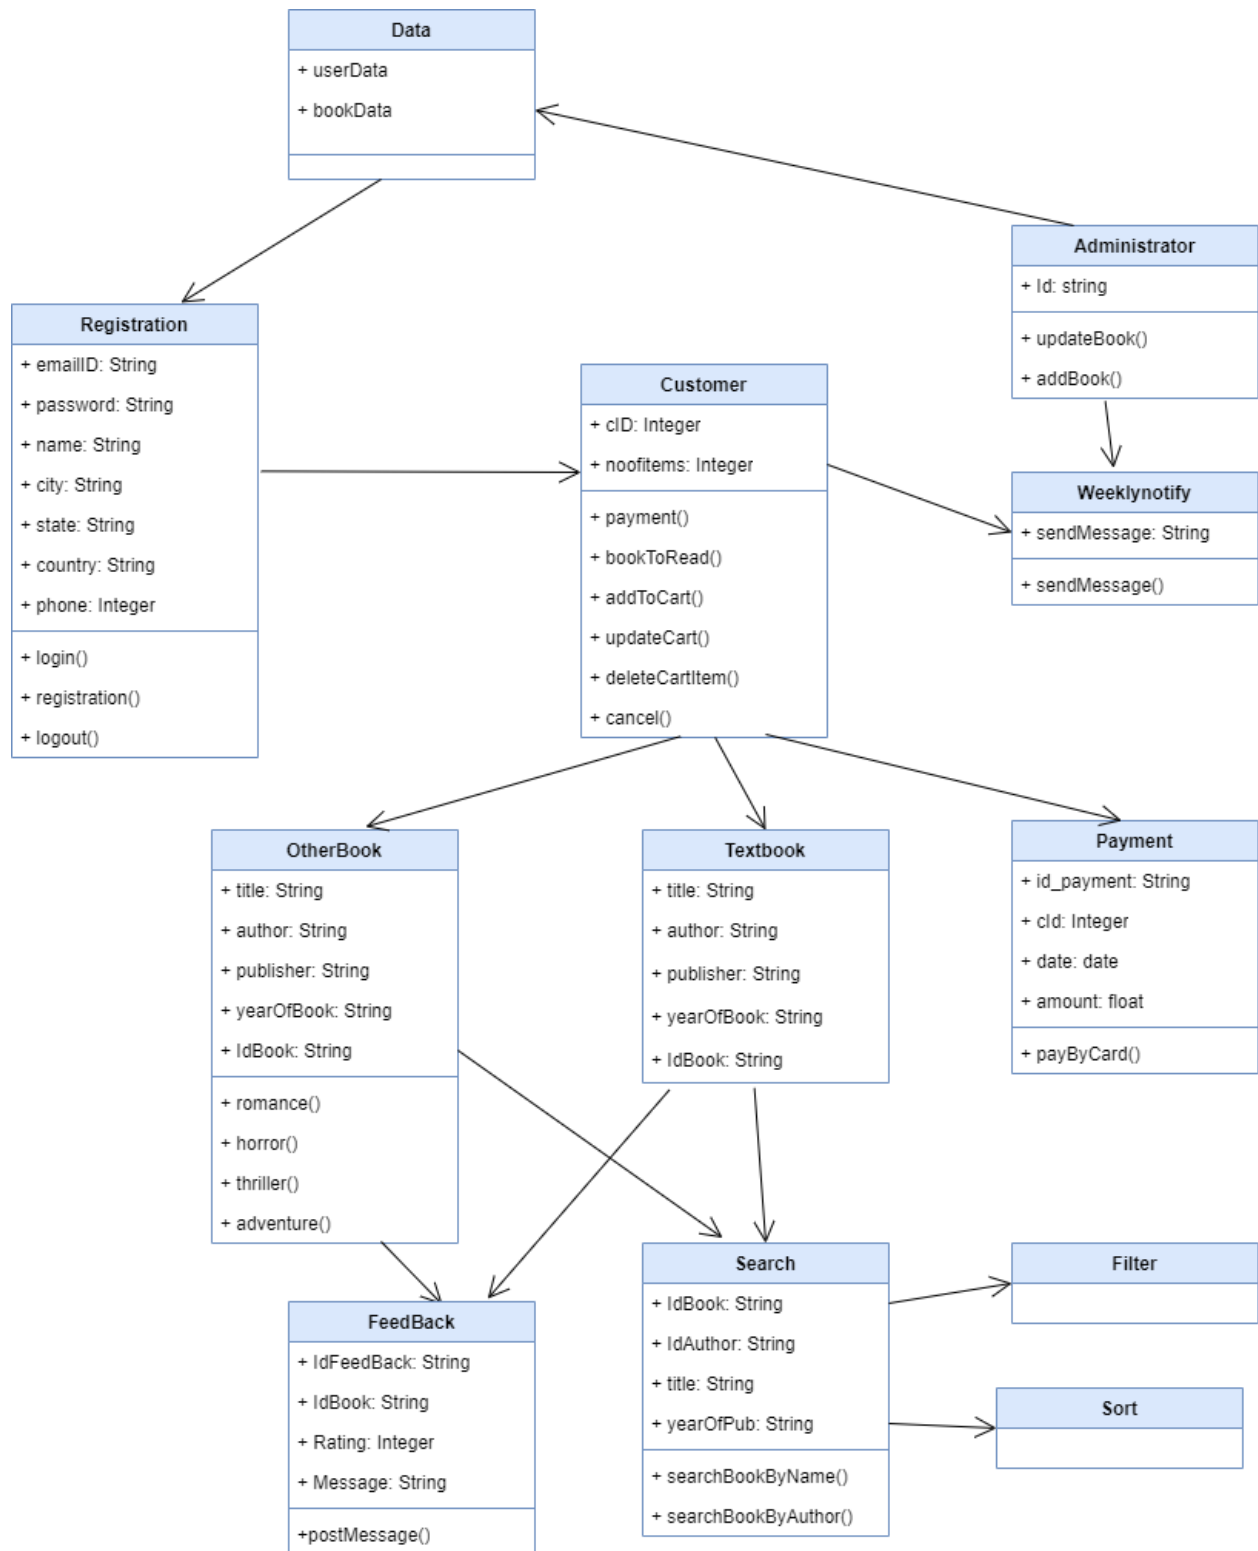 Data
+ userData
+ bookData
Administrator
+ Id: string
+ updateBook()
+ addBook()
Registration
+ emailID: String
+ password: String
+ name: String
+ city: String
+ state: String
+ country: String
+ phone: Integer
+ login()
+ registration()
+ logout()
Customer
+ cID: Integer
+ noofitems: Integer
+ payment()
+ bookToRead()
+ addToCart()
+ updateCart()
+ deleteCartItem()
+ cancel()
Weeklynotify
+ sendMessage: String
+ sendMessage()
OtherBook
+ title: String
+ author: String
+ publisher: String
+ yearOfBook: String
+ IdBook: String
+ romance()
+ horror()
+ thriller()
+ adventure()
Textbook
+ title: String
+ author: String
+ publisher: String
+ yearOfBook: String
+ IdBook: String
Payment
+ id_payment: String
+ cId: Integer
+ date: date
+ amount: float
+ payByCard()
FeedBack
+ IdFeedBack: String
+ IdBook: String
+ Rating: Integer
+ Message: String
+postMessage()
Search
+ IdBook: String
+ IdAuthor: String
+ title: String
+ yearOfPub: String
+ searchBookByName()
+ searchBookByAuthor()
Filter
Sort